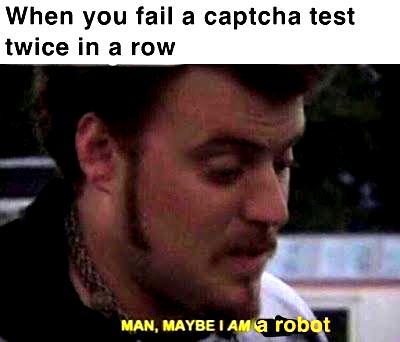 When you fail a captcha test
twice in a row
MAN, MAYBE I AM a robot